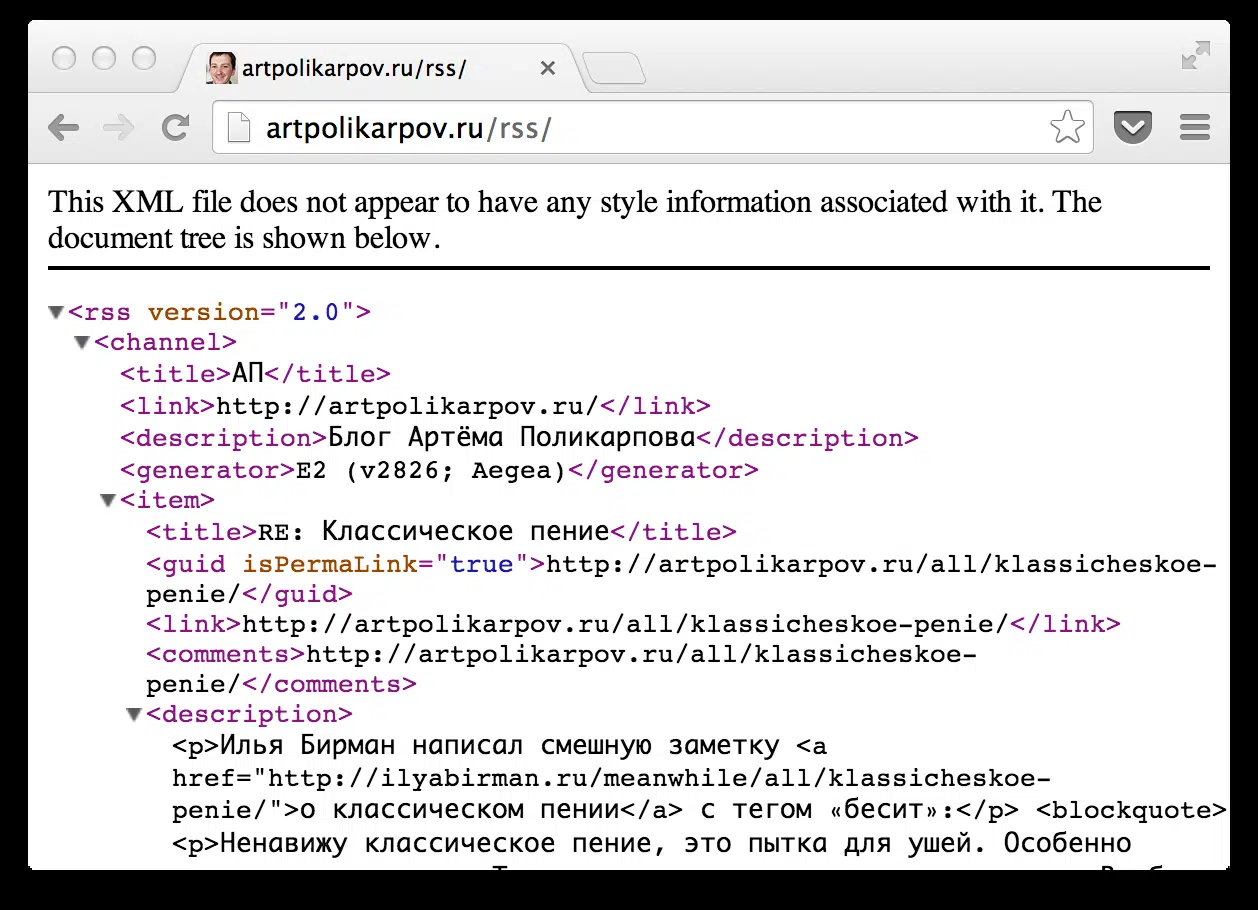 artpolikarpov.ru/rss/
artpolikarpov.ru/rss/
This XML file does not appear to have any style information associated with it. The
document tree is shown below.
<rss version="2.0">
<channel>
<title>АП</title>
<link>http://artpolikarpov.ru/</link>
<description>Блог Артёма Поликарпова</description>
<generator>E2 (v2826; Aegea)</generator>
<item>
<title>RE: Классическое пение</title>
<guid isPermaLink="true">http://artpolikarpov.ru/all/klassicheskoe-
penie/</guid>
<link>http://artpolikarpov.ru/all/klassicheskoe-penie/</link>
<comments>http://artpolikarpov.ru/all/klassicheskoe-
penie/</comments>
<description>
<p>Илья Бирман написал смешную заметку <a
href="http://ilyabirman.ru/meanwhile/all/klassicheskoe-
penie/">о классическом пении</a> с тегом «бесит»:</p> <blockquote>
<p>Ненавижу классическое пение, это пытка для ушей. Особенно